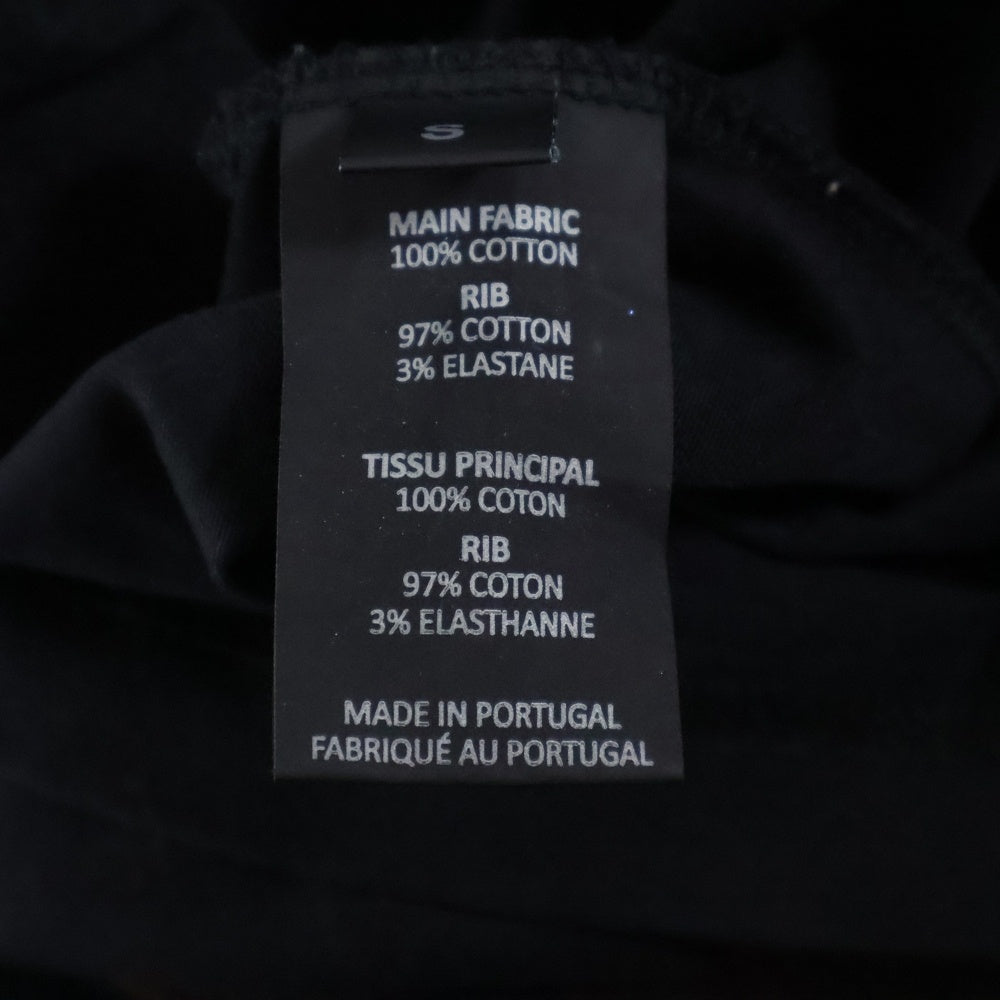 S
MAIN FABRIC
100% COTTON
RIB
97% COTTON
3% ELASTANE
TISSU PRINCIPAL
100% COTON
RIB
97% COTON
3% ELASTHANNE
MADE IN PORTUGAL
FABRIQUÉ AU PORTUGAL